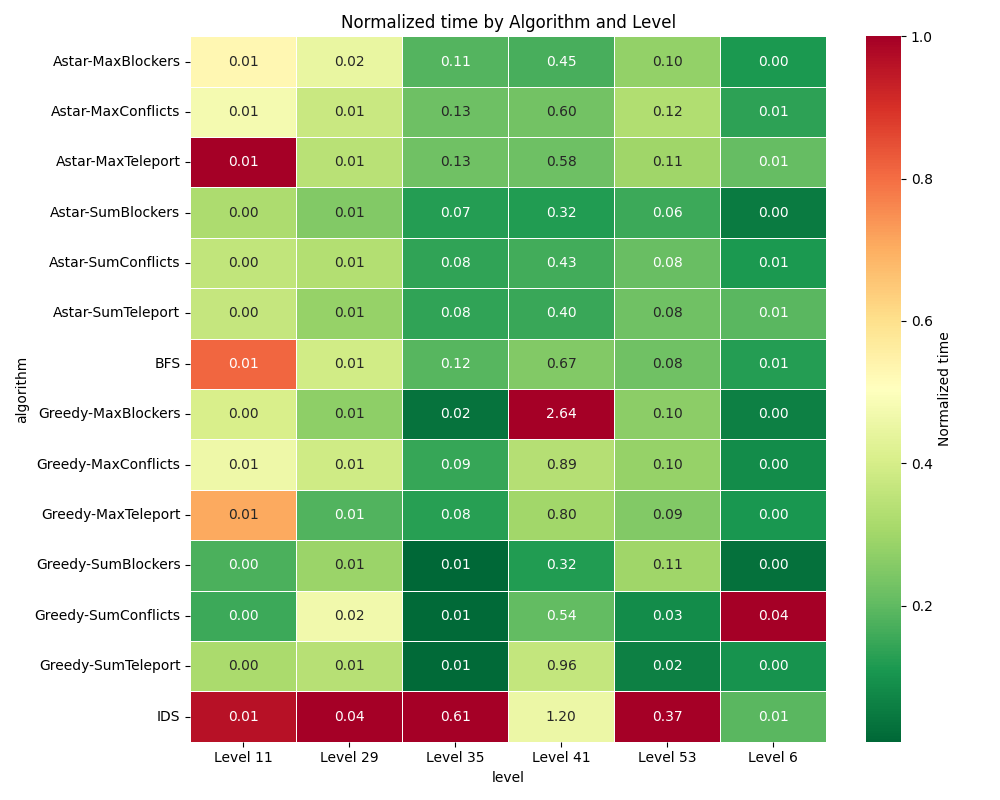 Normalized time by Algorithm and Level
Astar-MaxBlockers 0.01 0.02 0.11 0.45 0.10 0.00
Astar-MaxConflicts 0.01 0.01 0.13 0.60 0.12 0.01
Astar-MaxTeleport 0.01 0.01 0.13 0.58 0.11 0.01
Astar-SumBlockers 0.00 0.01 0.07 0.32 0.06 0.00
Astar-SumConflicts 0.00 0.01 0.08 0.43 0.08 0.01
Astar-SumTeleport 0.00 0.01 0.08 0.40 0.08 0.01
BFS 0.01 0.01 0.12 0.67 0.08 0.01
Greedy-MaxBlockers 0.00 0.01 0.02 2.64 0.10 0.00
Greedy-MaxConflicts 0.01 0.01 0.09 0.89 0.10 0.00
Greedy-MaxTeleport 0.01 0.01 0.08 0.80 0.09 0.00
Greedy-SumBlockers 0.00 0.01 0.01 0.32 0.11 0.00
Greedy-SumConflicts 0.00 0.02 0.01 0.54 0.03 0.04
Greedy-SumTeleport 0.00 0.01 0.01 0.96 0.02 0.00
IDS 0.01 0.04 0.61 1.20 0.37 0.01
Level 11 Level 29 Level 35 Level 41 Level 53 Level 6
level
algorithm
1.0
0.8
0.6
0.4
0.2
Normalized time